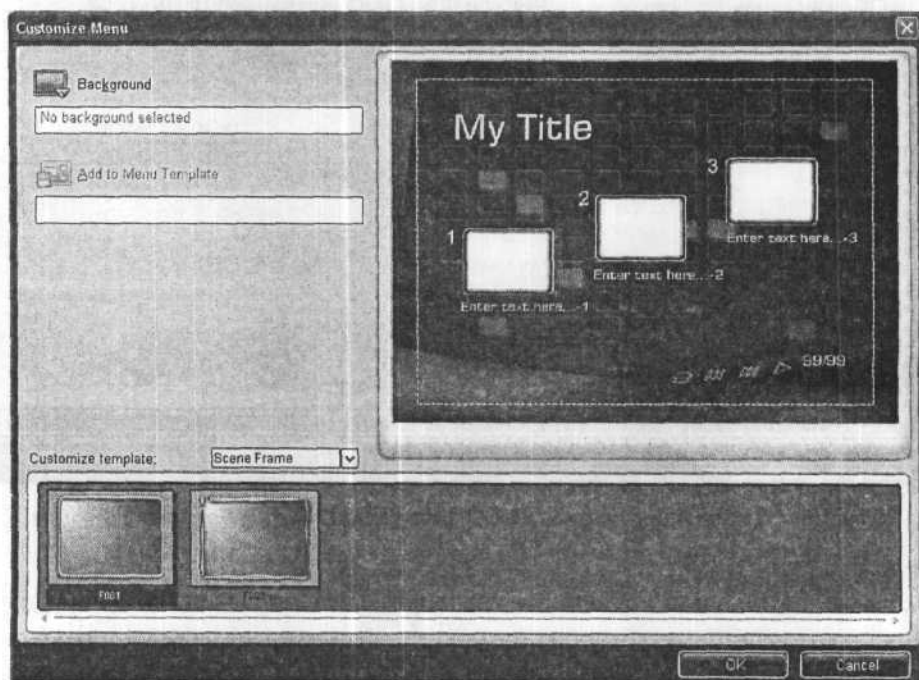 Customize Menu
Background
No background selected
Add to Menu Template
My Title
1
Enter text here...-1
2
Enter text here...-2
3
Enter text here...-3
99/99
Customize template:
Scene Frame
F001
OK
Cancel